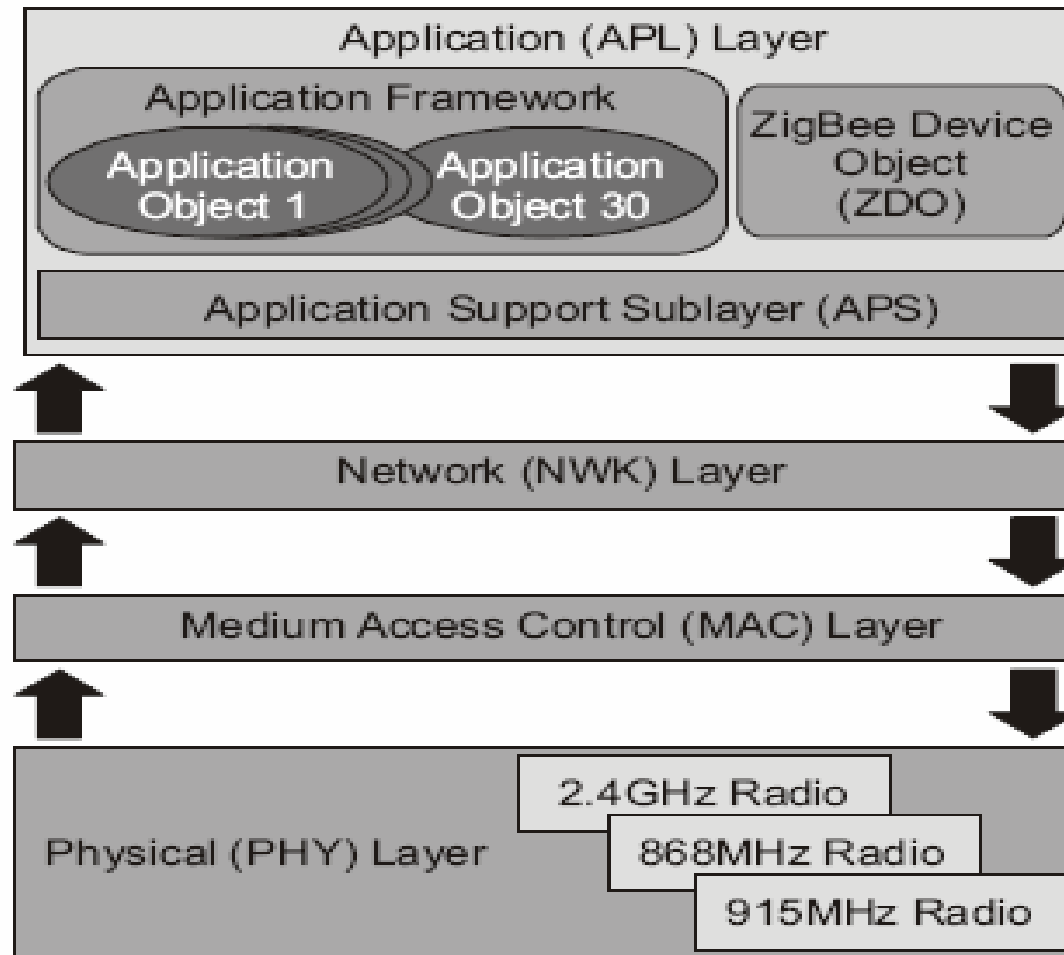 Application (APL) Layer
Application Framework
Application
Object 1
Application
Object 30
ZigBee Device
Object
(ZDO)
Application Support Sublayer (APS)
Network (NWK) Layer
Medium Access Control (MAC) Layer
Physical (PHY) Layer
2.4GHz Radio
868MHz Radio
915MHz Radio